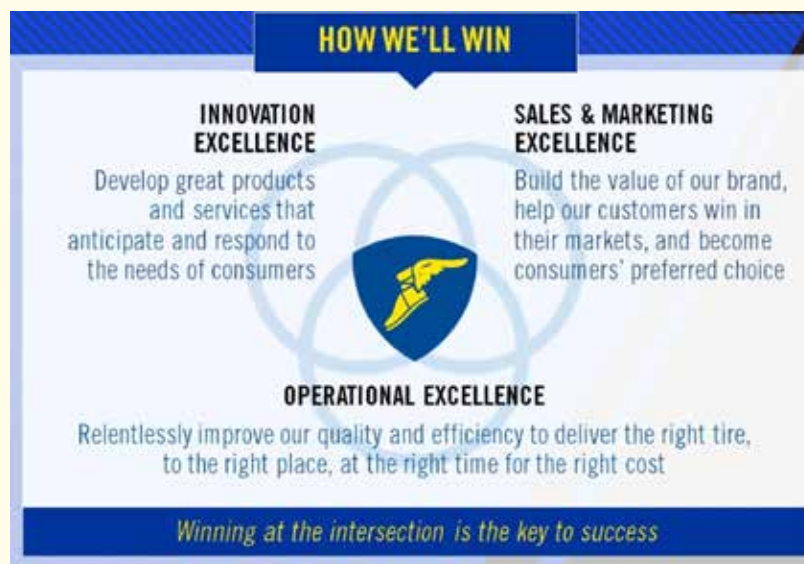 HOW WE'LL WIN
INNOVATION
EXCELLENCE
Develop great products
and services that
anticipate and respond to
the needs of consumers
SALES & MARKETING
EXCELLENCE
Build the value of our brand,
help our customers win in
their markets, and become
consumers' preferred choice
OPERATIONAL EXCELLENCE
Relentlessly improve our quality and efficiency to deliver the right tire,
to the right place, at the right time for the right cost
Winning at the intersection is the key to success